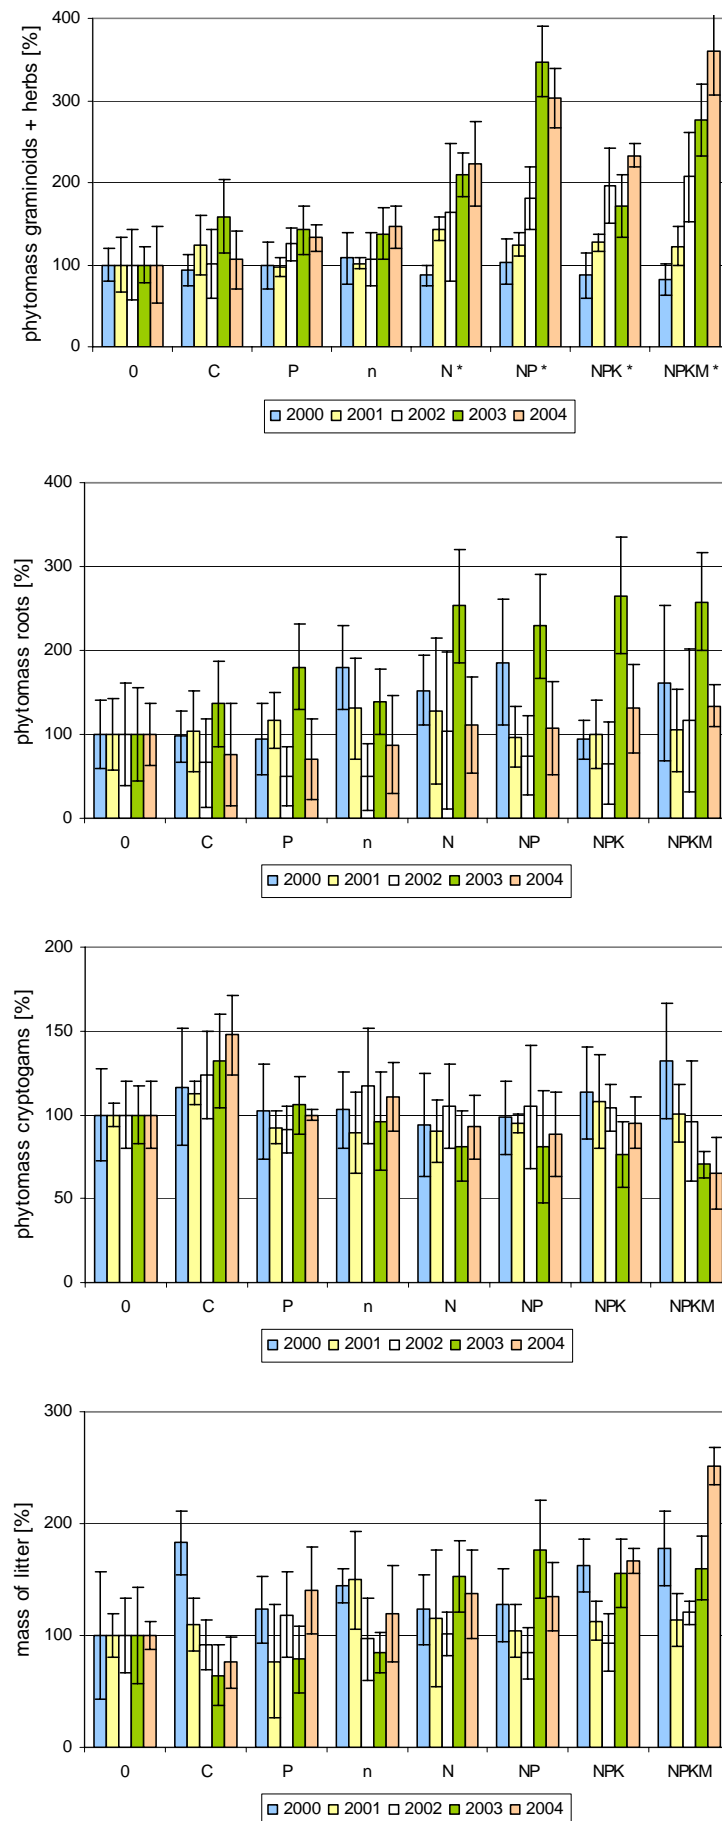 phytomass graminoids + herbs [%]
400
300
200
100
0
0 C P n N * NP * NPK * NPKM *
2000 2001 2002 2003 2004
phytomass roots [%]
400
300
200
100
0
0 C P n N NP NPK NPKM
2000 2001 2002 2003 2004
phytomass cryptogams [%]
200
150
100
50
0
0 C P n N NP NPK NPKM
2000 2001 2002 2003 2004
mass of litter [%]
300
200
100
0
0 C P n N NP NPK NPKM
2000 2001 2002 2003 2004